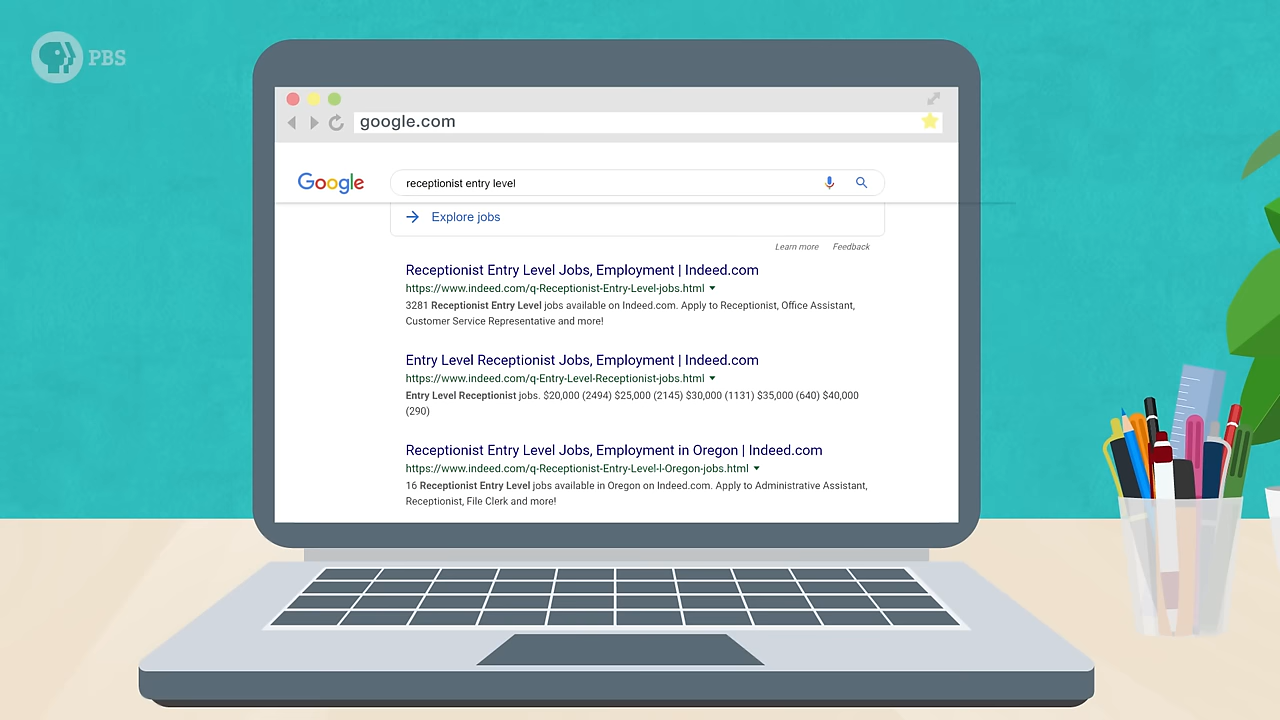 PBS
google.com
Google
receptionist entry level
Explore jobs
Learn more Feedback
Receptionist Entry Level Jobs, Employment | Indeed.com
https://www.indeed.com/q-Receptionist-Entry-Level-jobs.html
3281 Receptionist Entry Level jobs available on Indeed.com. Apply to Receptionist, Office Assistant,
Customer Service Representative and more!
Entry Level Receptionist Jobs, Employment | Indeed.com
https://www.indeed.com/q-Entry-Level-Receptionist-jobs.html
Entry Level Receptionist jobs. $20,000 (2494) $25,000 (2145) $30,000 (1131) $35,000 (640) $40,000
(290)
Receptionist Entry Level Jobs, Employment in Oregon | Indeed.com
https://www.indeed.com/q-Receptionist-Entry-Level-l-Oregon-jobs.html
16 Receptionist Entry Level jobs available in Oregon on Indeed.com. Apply to Administrative Assistant,
Receptionist, File Clerk and more!